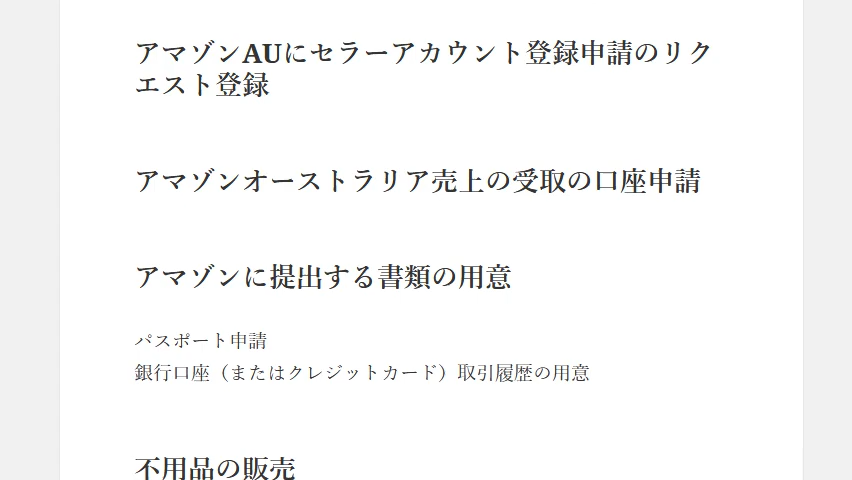 アマゾンAUにセラーアカウント登録申請のリク
エスト登録
アマゾンオーストラリア売上の受取の口座申請
アマゾンに提出する書類の用意
パスポート申請
銀行口座（またはクレジットカード）取引履歴の用意
不用品の販売